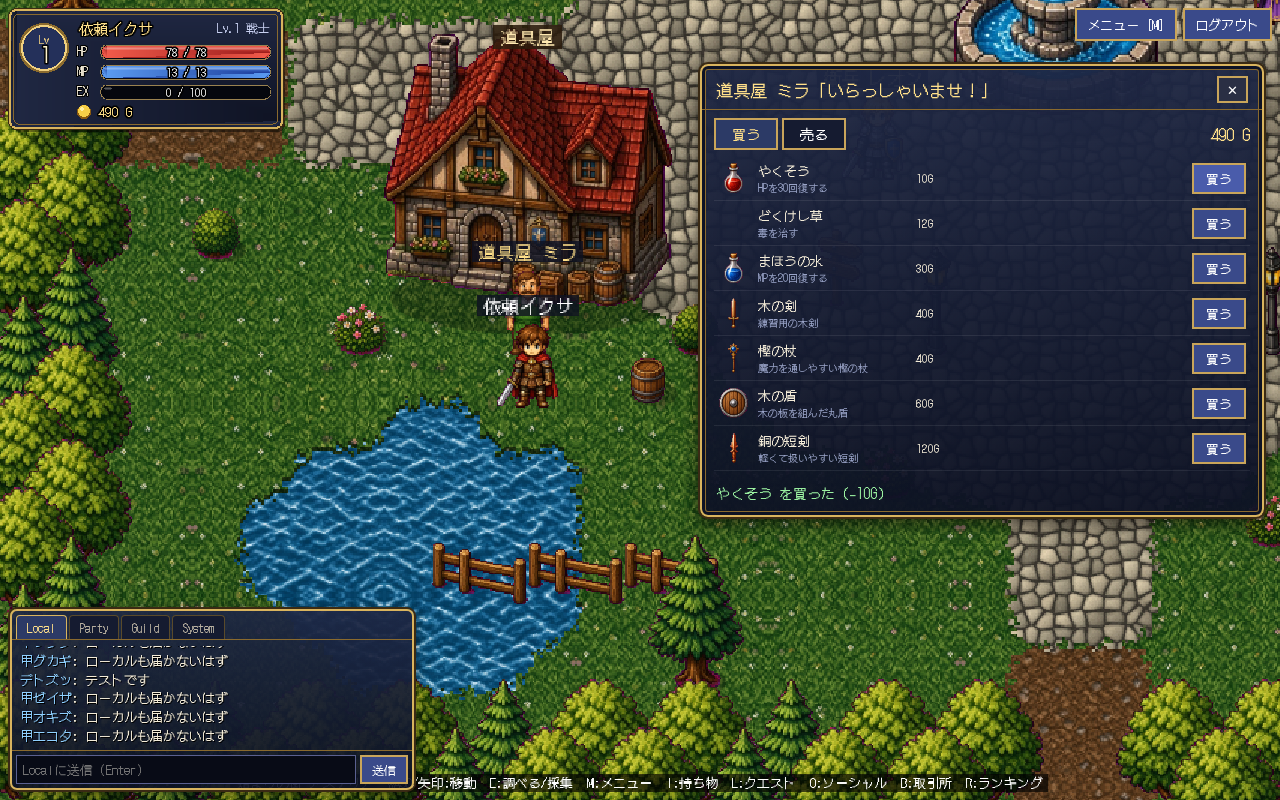 依頼イクサ Lv.1 戦士
Lv 1
HP 78 / 78
MP 13 / 13
EX 0 / 100
490 G
道具屋
メニュー [M] ログアウト
道具屋 ミラ「いらっしゃいませ！」 ×
買う 売る 490 G
やくそう 10G 買う
HPを30回復する
どくけし草 12G 買う
毒を治す
まほうの水 30G 買う
MPを20回復する
木の剣 40G 買う
練習用の木剣
樫の杖 40G 買う
魔力を通しやすい樫の杖
木の盾 60G 買う
木の板を組んだ丸盾
銅の短剣 120G 買う
軽くて扱いやすい短剣
やくそう を買った (-10G)
道具屋 ミラ
依頼イクサ
Local Party Guild System
甲グカギ: ローカルも届かないはず
デトズッ: テストです
甲ゼイザ: ローカルも届かないはず
甲オキズ: ローカルも届かないはず
甲エコタ: ローカルも届かないはず
Localに送信 (Enter) 送信
矢印:移動 E:調べる/採集 M:メニュー I:持ち物 L:クエスト O:ソーシャル B:取引所 R:ランキング